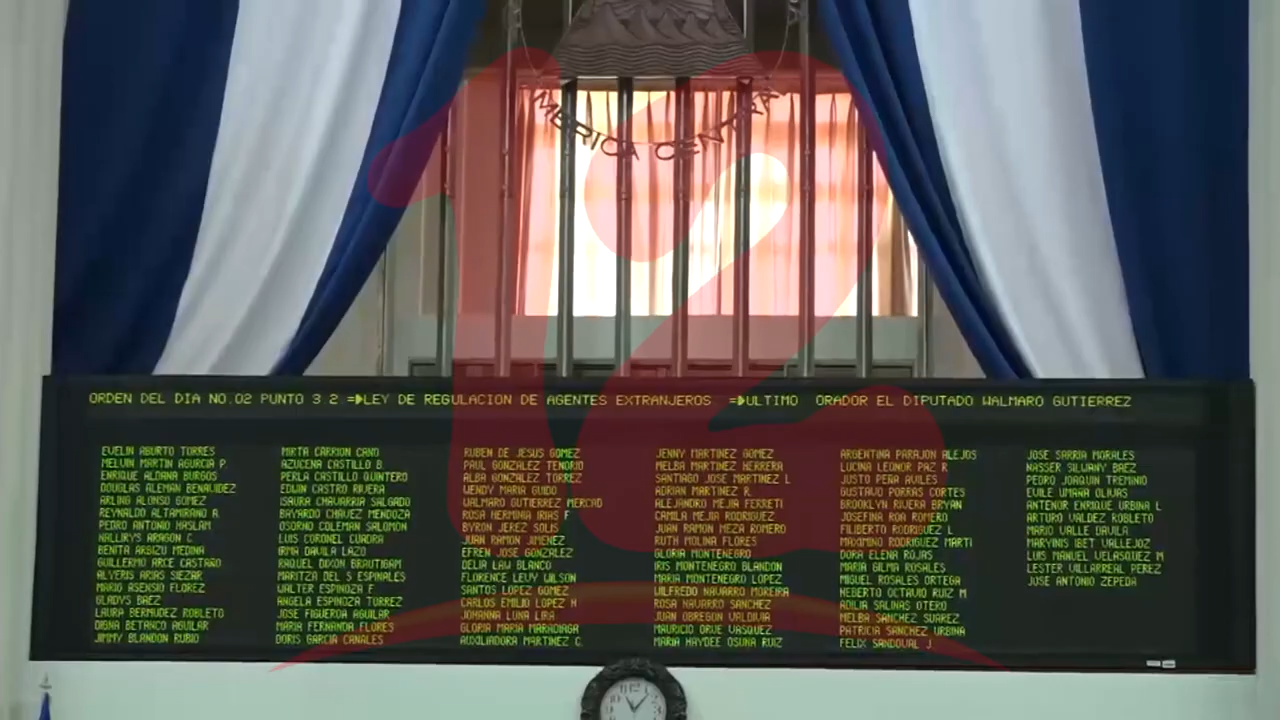 MERICA CENTRA
12
ORDEN DEL DIA NO.02 PUNTO 3 2 => LEY DE REGULACION DE AGENTES EXTRANJEROS => ULTIMO ORADOR EL DIPUTADO WALMARO GUTIERREZ
EVELIN ABURTO TORRES
MELVIN MARTIN AGURCIA P.
ENRIQUE ALDANA BURGOS
DOUGLAS ALEMAN BENAVIDEZ
ARLING ALONSO GOMEZ
REYNALDO ALTAMIRANO A.
PEDRO ANTONIO HASLAM
WALLIRYS ARAGON C.
BENITA ARBIZU MEDINA
GUILLERMO ARCE CASTAÑO
ALVERIS ARIAS SIEZAR
MARIO ASENSIO FLOREZ
GLADYS BAEZ
LAURA BERMUDEZ ROBLETO
DIGNA BETANCO AGUILAR
JIMMY BLANDON RUBIO
MIRTA CARRION CANO
AZUCENA CASTILLO B
PERLA CASTILLO QUINTERO
EDWIN CASTRO RIVERA
ISAURA CHAVARRIA SALGADO
BAYARDO CHAVEZ MENDOZA
OSORNO COLEMAN SALOMON
LUIS CORONEL CUADRA
IRMA DAVILA LAZO
RAQUEL DIXON BRAUTIGAM
MARITZA DEL S ESPINALES
WALTER ESPINOZA F
ANGELA ESPINOZA TORREZ
JOSE FIGUEROA AGUILAR
MARIA FERNANDA FLORES
DORIS GARCIA CANALES
RUBEN DE JESUS GOMEZ
PAUL GONZALEZ TENORIO
ALBA GONZALEZ TORREZ
WENDY MARIA GUIDO
WALMARO GUTIERREZ MERCAD
ROSA HERMINIA IRIAS F
BYRON JEREZ SOLIS
JUAN RAMON JIMENEZ
EFREN JOSE GONZALEZ
DELIA LAW BLANCO
FLORENCE LEVY WILSON
SANTOS LOPEZ GOMEZ
CARLOS EMILIO LOPEZ H
JOHANNA LUNA LIRA
GLORIA MARIA MARADIAGA
AUXILIADORA MARTINEZ C.
JENNY MARTINEZ GOMEZ
MELBA MARTINEZ HERRERA
SANTIAGO JOSE MARTINEZ L
ADRIAN MARTINEZ R.
ALEJANDRO MEJIA FERRETI
CAMILA MEJIA RODRIGUEZ
JUAN RAMON MEZA ROMERO
RUTH MOLINA FLORES
GLORIA MONTENEGRO
IRIS MONTENEGRO BLANDON
MARIA MONTENEGRO LOPEZ
WILFREDO NAVARRO MOREIRA
ROSA NAVARRO SANCHEZ
JUAN OBREGON VALDIVIA
MAURICIO ORUE VASQUEZ
MARIA HAYDEE OSUNA RUIZ
ARGENTINA PARAJON ALEJOS
LUCINA LEONOR PAZ R
JUSTO PEÑA AVILES
GUSTAVO PORRAS CORTES
BROOKLYN RIVERA BRYAN
JOSEFINA ROA ROMERO
FILIBERTO RODRIGUEZ L
MAXIMINO RODRIGUEZ MARTI
DORA ELENA ROJAS
MARIA GILMA ROSALES
MIGUEL ROSALES ORTEGA
HEBERTO OCTAVIO RUIZ M
ADILIA SALINAS OTERO
MELBA SANCHEZ SUAREZ
PATRICIA SANCHEZ URBINA
FELIX SANDOVAL J.
JOSE SARRIA MORALES
NASSER SILWANY BAEZ
PEDRO JOAQUIN TREMINIO
EVILE UMAÑA OLIVAS
ANTENOR ENRIQUE URBINA L
ARTURO VALDEZ ROBLETO
MARIO VALLE DAVILA
MARYINIS IBET VALLEJOZ
LUIS MANUEL VELASQUEZ M
LESTER VILLARREAL PEREZ
JOSE ANTONIO ZEPEDA